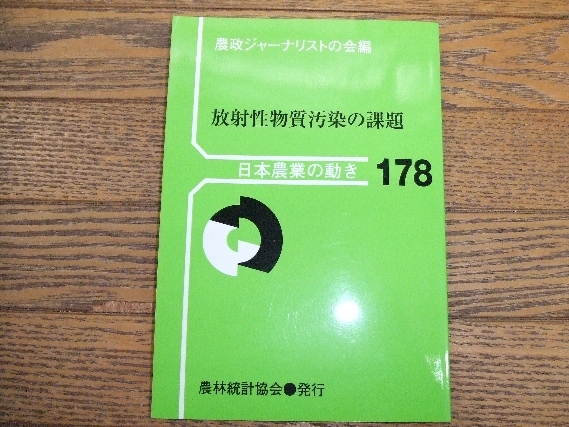 農政ジャーナリストの会編
放射性物質汚染の課題
日本農業の動き 178
農林統計協会●発行